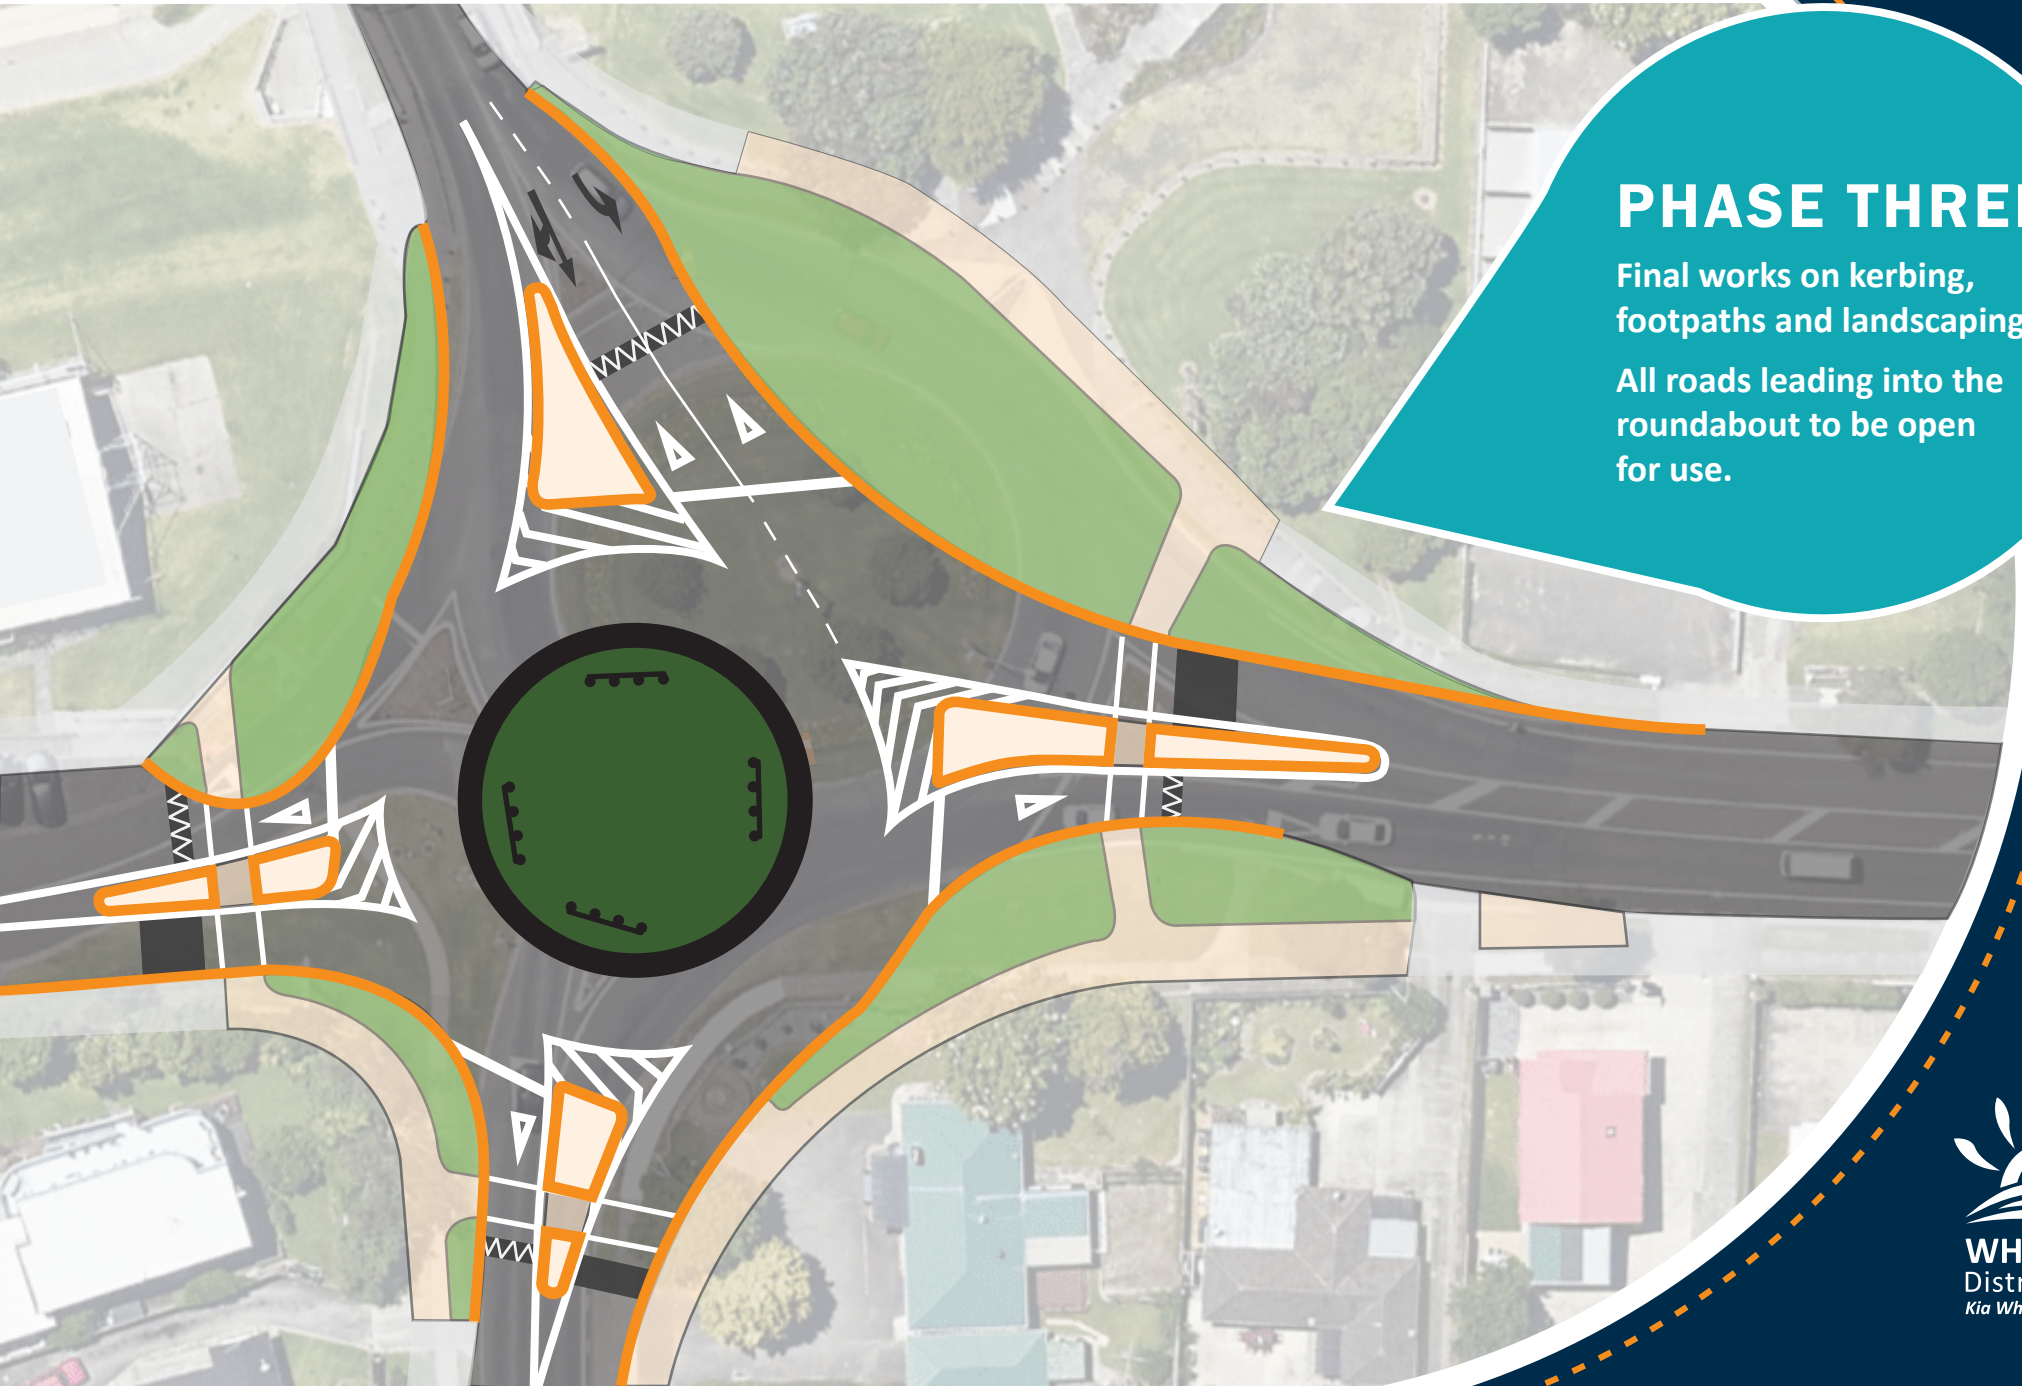 PHASE THREE
Final works on kerbing,
footpaths and landscaping
All roads leading into the
roundabout to be open
for use.
WH
Distr
Kia Wh